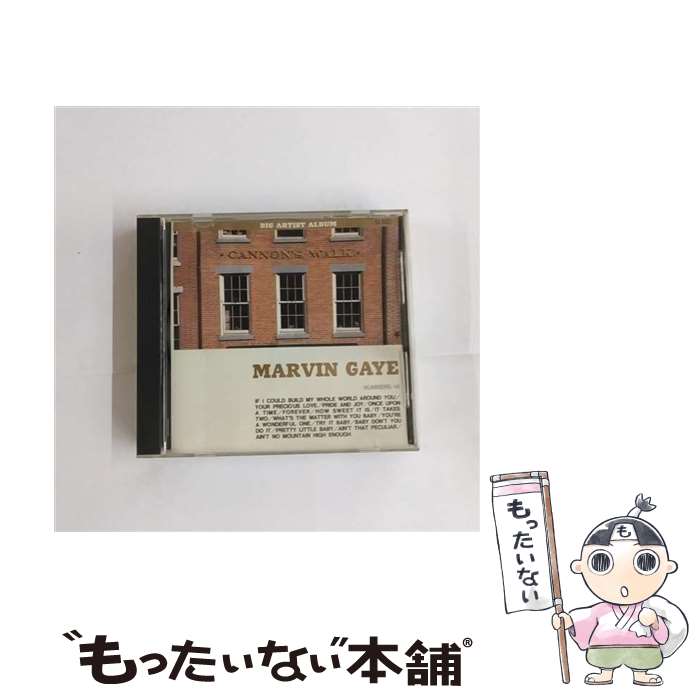 BIG ARTIST ALBUM
・CANNON'S WALK・
MARVIN GAYE
IF I COULD BUILD MY WHOLE WORLD AROUND YOU/
YOUR PRECIOUS LOVE/PRIDE AND JOY/ONCE UPON
A TIME/FOREVER/HOW SWEET IT IS/IT TAKES
TWO/WHAT'S THE MATTER WITH YOU BABY/YOU'RE
A WONDERFUL ONE/TRY IT BABY/BABY DON'T YOU
DO IT/PRETTY LITTLE BABY/AIN'T THAT PECULIAR/
AIN'T NO MOUNTAIN HIGH ENOUGH
も
もったいない
"もったいない"本舗®